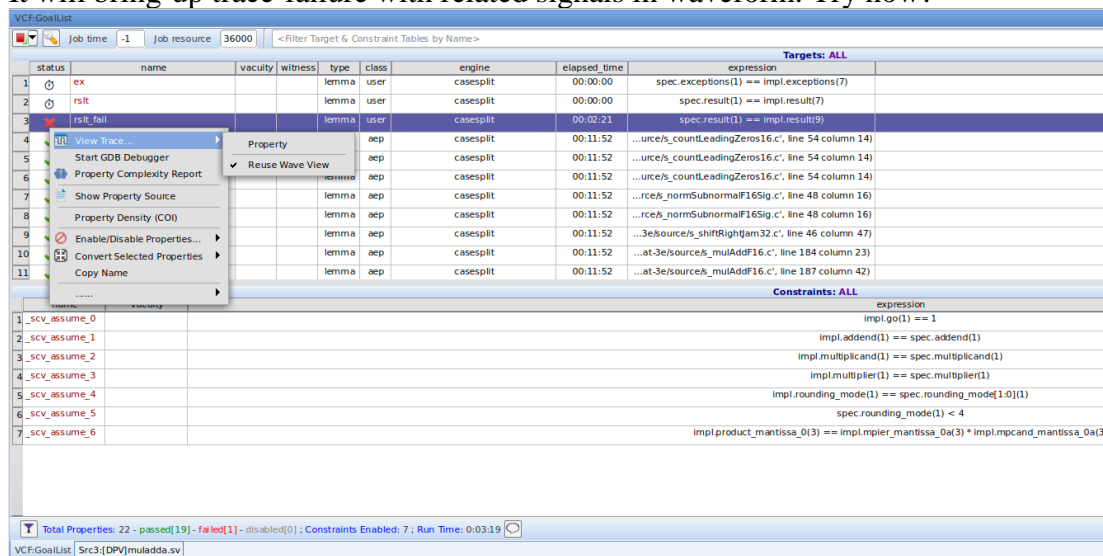 It will bring-up trace-failure with related signals in waveform. Try now!
VCF:GoalList
Job time -1 Job resource 36000 <Filter Target & Constraint Tables by Name>
Targets: ALL
status name vacuity witness type class engine elapsed_time expression
1 ex lemma user casesplit 00:00:00 spec.exceptions(1) == impl.exceptions(7)
2 rslt lemma user casesplit 00:00:00 spec.result(1) == impl.result(7)
3 rslt_fail lemma user casesplit 00:02:21 spec.result(1) == impl.result(9)
4 View Trace... Property aep casesplit 00:11:52 ...urce/s_countLeadingZeros16.c', line 54 column 14)
5 Start GDB Debugger Reuse Wave View aep casesplit 00:11:52 ...urce/s_countLeadingZeros16.c', line 54 column 14)
6 Property Complexity Report lemma aep casesplit 00:11:52 ...urce/s_countLeadingZeros16.c', line 54 column 14)
7 Show Property Source lemma aep casesplit 00:11:52 ...rce/s_normSubnormalF16Sig.c', line 48 column 16)
8 Property Density (COI) lemma aep casesplit 00:11:52 ...rce/s_normSubnormalF16Sig.c', line 48 column 16)
9 Enable/Disable Properties... lemma aep casesplit 00:11:52 ...3e/source/s_shiftRightJam32.c', line 46 column 47)
10 Convert Selected Properties lemma aep casesplit 00:11:52 ...at-3e/source/s_mulAddF16.c', line 184 column 23)
11 Copy Name lemma aep casesplit 00:11:52 ...at-3e/source/s_mulAddF16.c', line 187 column 42)
......
Constraints: ALL
name vacuity expression
1 _scv_assume_0 impl.go(1) == 1
2 _scv_assume_1 impl.addend(1) == spec.addend(1)
3 _scv_assume_2 impl.multiplicand(1) == spec.multiplicand(1)
4 _scv_assume_3 impl.multiplier(1) == spec.multiplier(1)
5 _scv_assume_4 impl.rounding_mode(1) == spec.rounding_mode[1:0](1)
6 _scv_assume_5 spec.rounding_mode(1) < 4
7 _scv_assume_6 impl.product_mantissa_0(3) == impl.mpier_mantissa_0a(3) * impl.mpcand_mantissa_0a(3
Total Properties: 22 - passed[19] - failed[1] - disabled[0] ; Constraints Enabled: 7 ; Run Time: 0:03:19
VCF:GoalList Src3:[DPV]muladda.sv